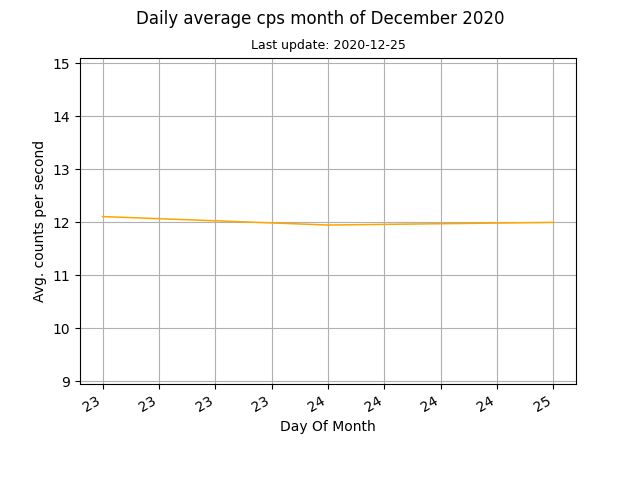 Daily average cps month of December 2020
Last update: 2020-12-25
15
14
13
12
11
10
9
Avg. counts per second
23 23 23 23 24 24 24 24 25
Day Of Month